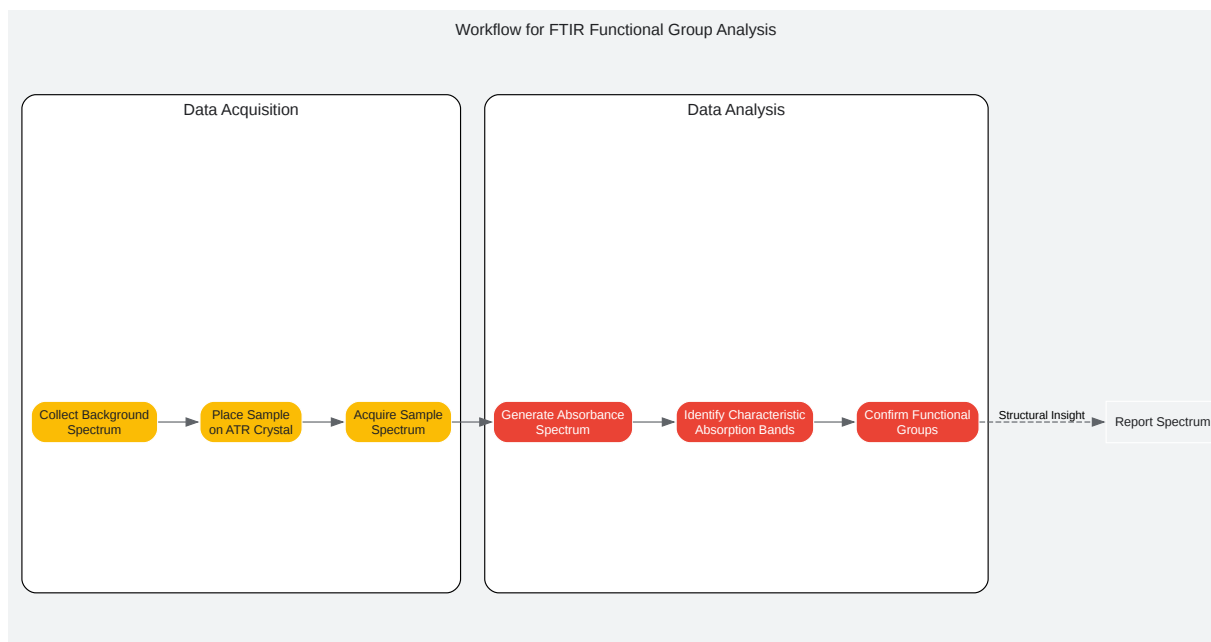 Workflow for FTIR Functional Group Analysis
Data Acquisition
Data Analysis
Collect Background
Spectrum
Place Sample
on ATR Crystal
Acquire Sample
Spectrum
Generate Absorbance
Spectrum
Identify Characteristic
Absorption Bands
Confirm Functional
Groups
Structural Insight
Report Spectrum